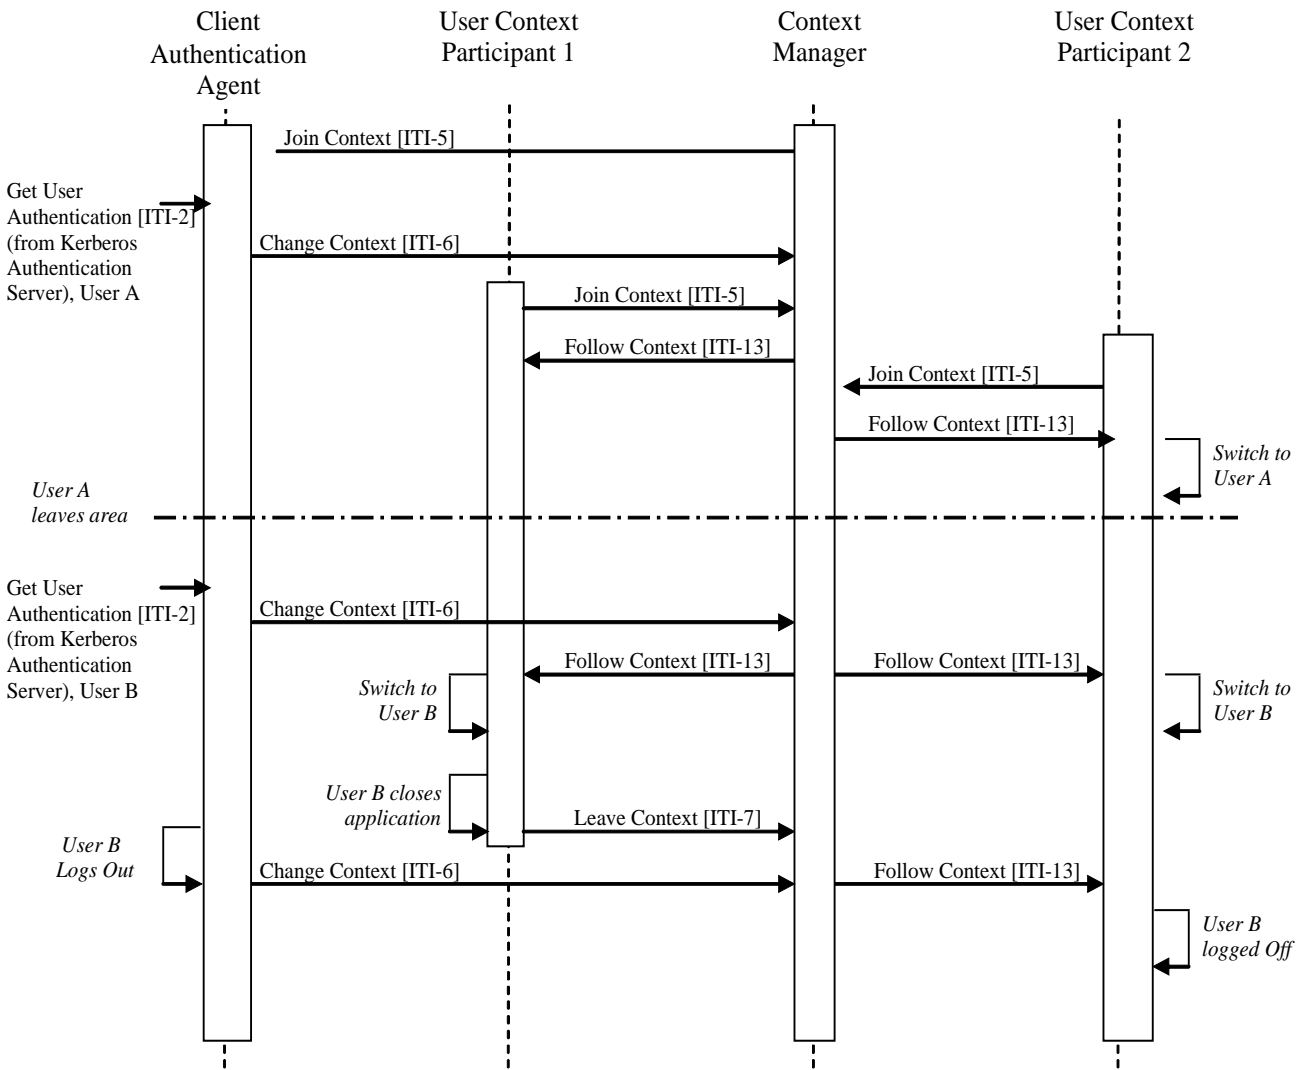 Client
Authentication
Agent
User Context
Participant 1
Context
Manager
User Context
Participant 2
Join Context [ITI-5]
Get User
Authentication [ITI-2]
(from Kerberos
Authentication
Server), User A
Change Context [ITI-6]
Join Context [ITI-5]
Follow Context [ITI-13]
Join Context [ITI-5]
Follow Context [ITI-13]
Switch to
User A
User A
leaves area
Get User
Authentication [ITI-2]
(from Kerberos
Authentication
Server), User B
Change Context [ITI-6]
Follow Context [ITI-13]
Follow Context [ITI-13]
Switch to
User B
Switch to
User B
User B closes
application
Leave Context [ITI-7]
User B
Logs Out
Change Context [ITI-6]
Follow Context [ITI-13]
User B
logged Off